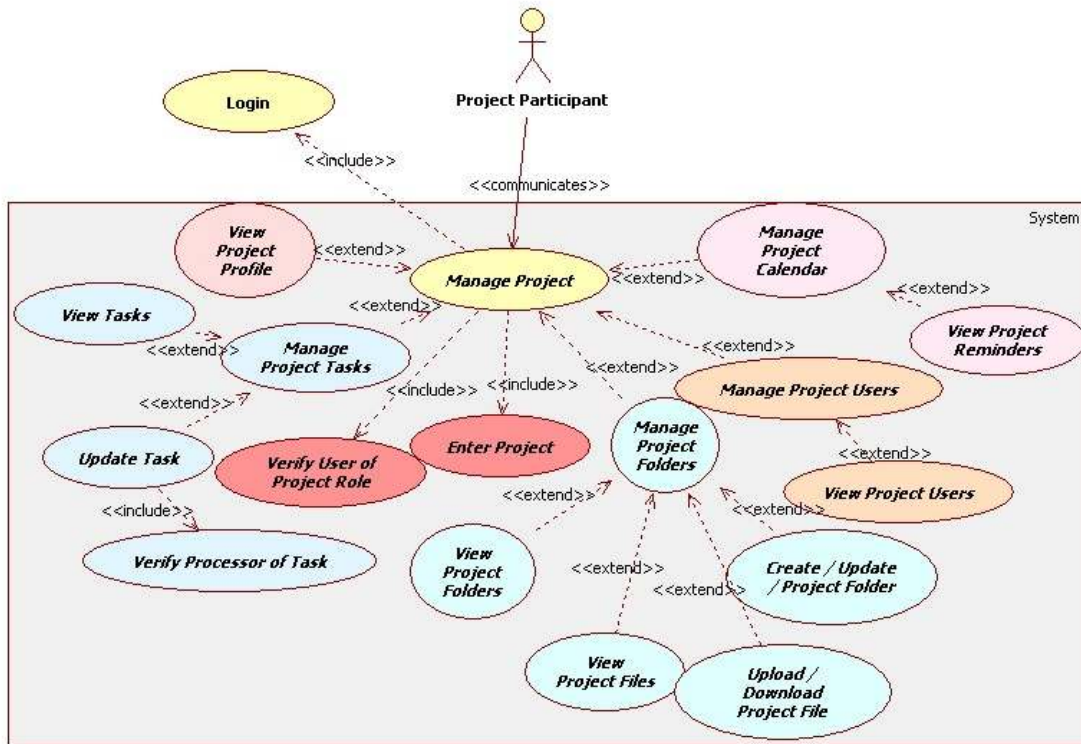 Project Participant
Login
<<include>>
<<communicates>>
System
View
Project
Profile
<<extend>>
Manage Project
<<extend>>
Manage
Project
Calendar
<<extend>>
View Project
Reminders
View Tasks
<<extend>>
Manage
Project Tasks
<<extend>>
<<extend>>
Update Task
<<include>>
Verify Processor of Task
<<include>>
Verify User of
Project Role
<<include>>
Enter Project
<<extend>>
Manage
Project
Folders
<<extend>>
Manage Project Users
<<extend>>
View Project Users
<<extend>>
View
Project
Folders
<<extend>>
View
Project Files
<<extend>>
Upload /
Download
Project File
<<extend>>
Create / Update
/ Project Folder